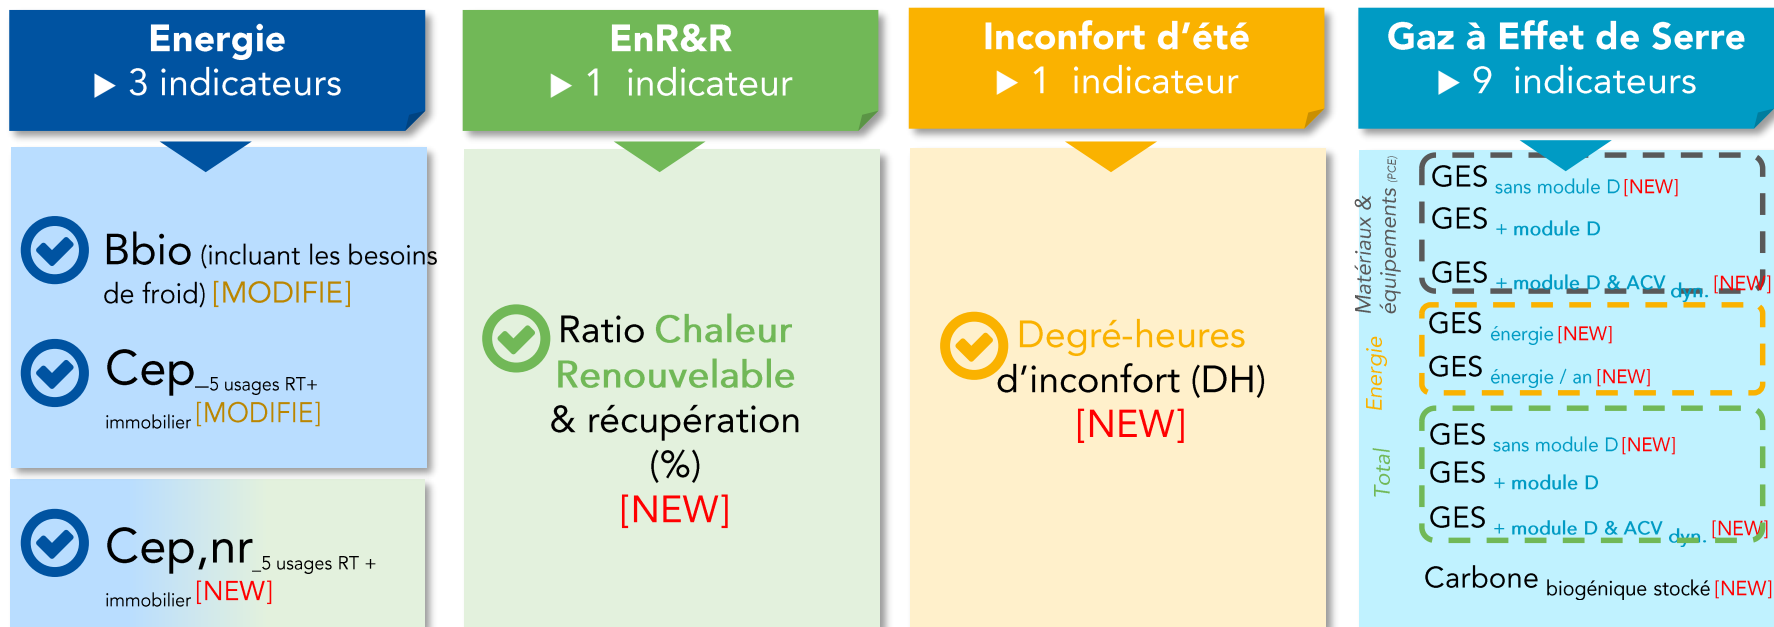 Energie
▶ 3 indicateurs
Bbio (incluant les besoins
de froid) [MODIFIE]
Cep_5 usages RT+
immobilier [MODIFIE]
Cep,nr_5 usages RT +
immobilier [NEW]
EnR&R
▶ 1 indicateur
Ratio Chaleur
Renouvelable
& récupération
(%)
[NEW]
Inconfort d'été
▶ 1 indicateur
Degré-heures
d'inconfort (DH)
[NEW]
Gaz à Effet de Serre
▶ 9 indicateurs
Matériaux &
équipements (PCE)
GES sans module D [NEW]
GES + module D
GES + module D & ACV dyn. [NEW]
Energie
GES énergie [NEW]
GES énergie / an [NEW]
Total
GES sans module D [NEW]
GES + module D
GES + module D & ACV dyn. [NEW]
Carbone biogénique stocké [NEW]